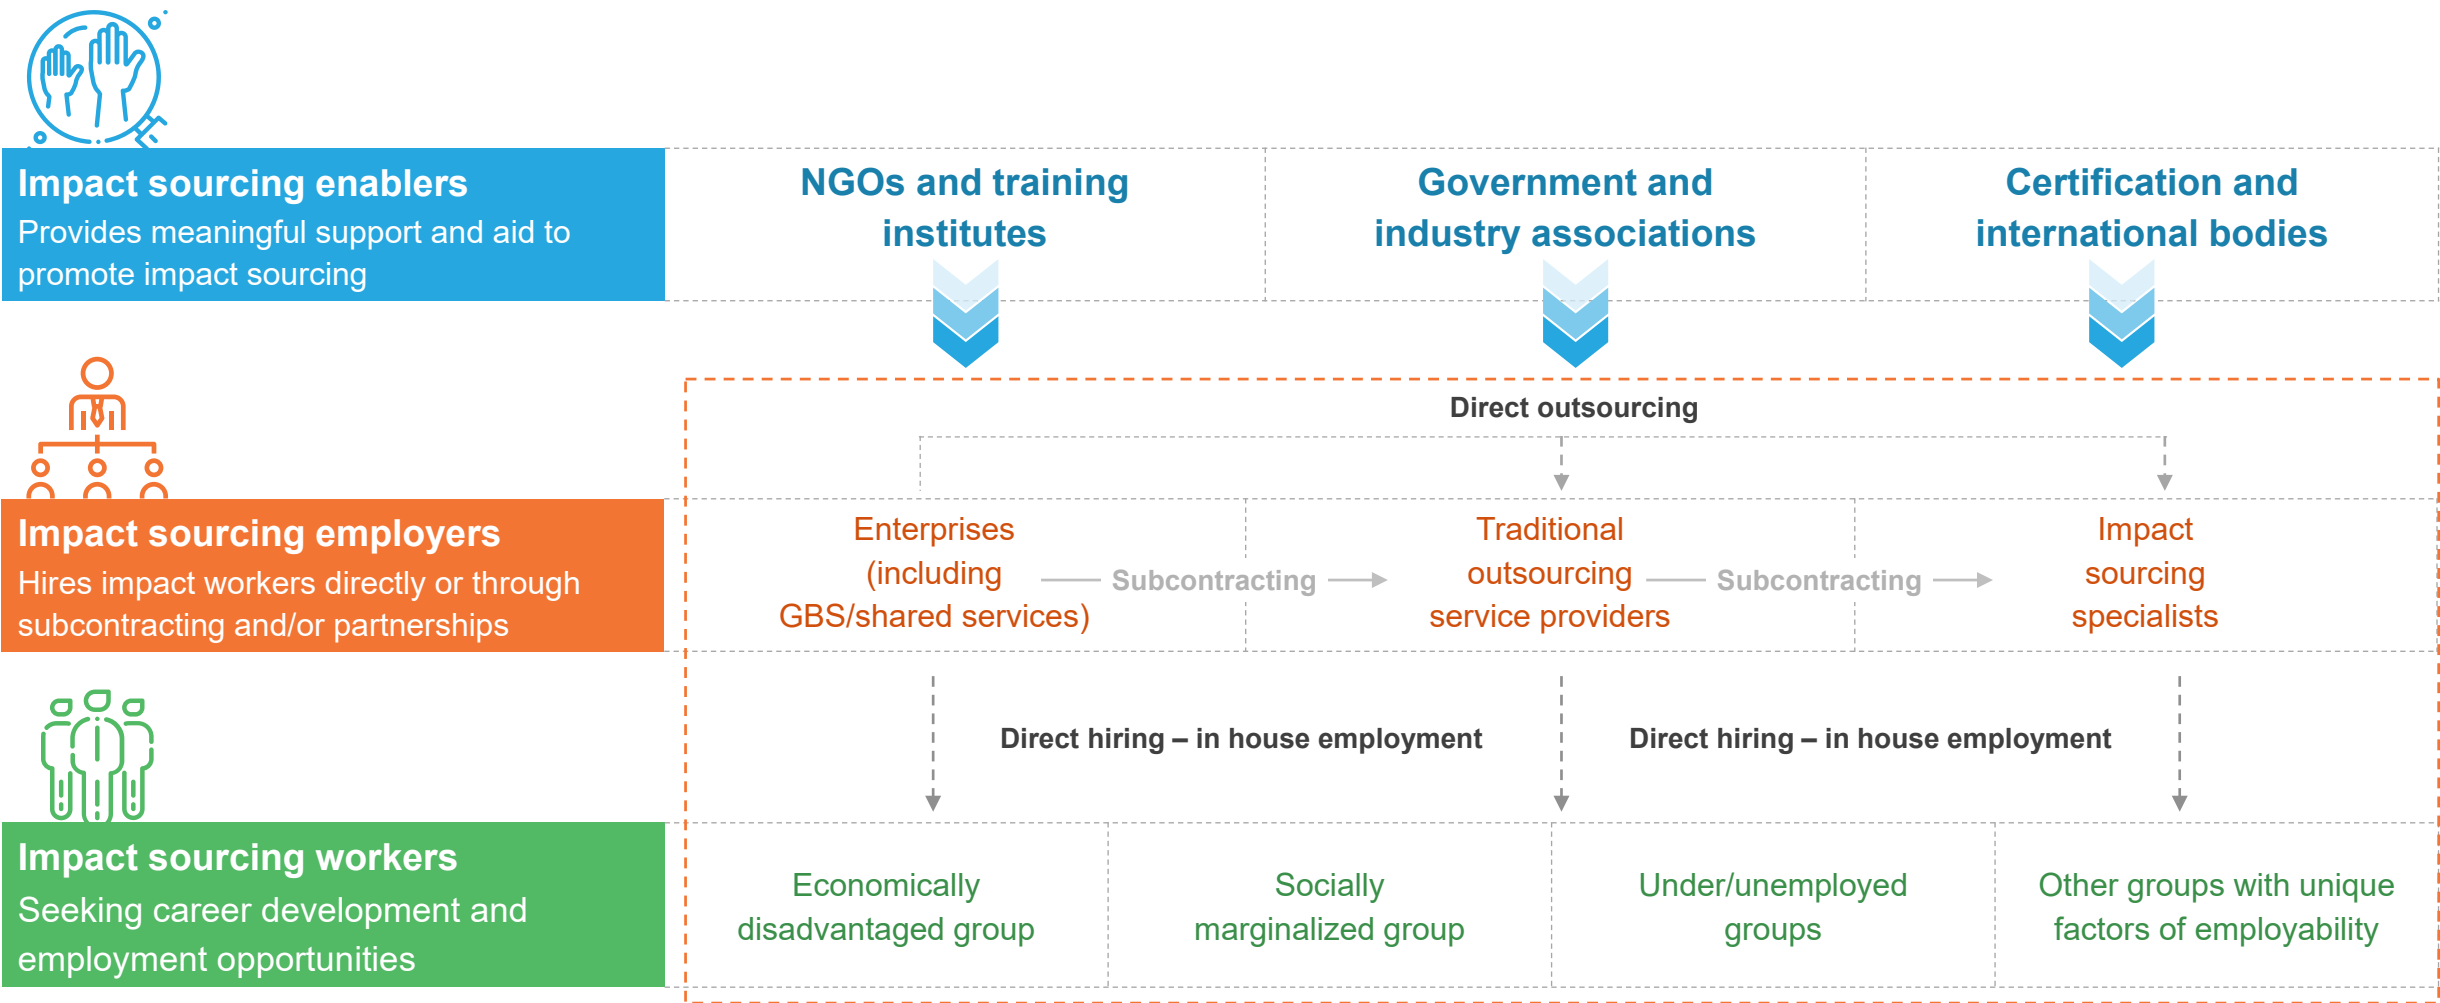 Impact sourcing enablers
Provides meaningful support and aid to
promote impact sourcing
NGOs and training
institutes
Government and
industry associations
Certification and
international bodies
Direct outsourcing
Impact sourcing employers
Hires impact workers directly or through
subcontracting and/or partnerships
Enterprises
(including
GBS/shared services)
Subcontracting
Traditional
outsourcing
service providers
Subcontracting
Impact
sourcing
specialists
Direct hiring – in house employment
Direct hiring – in house employment
Impact sourcing workers
Seeking career development and
employment opportunities
Economically
disadvantaged group
Socially
marginalized group
Under/unemployed
groups
Other groups with unique
factors of employability